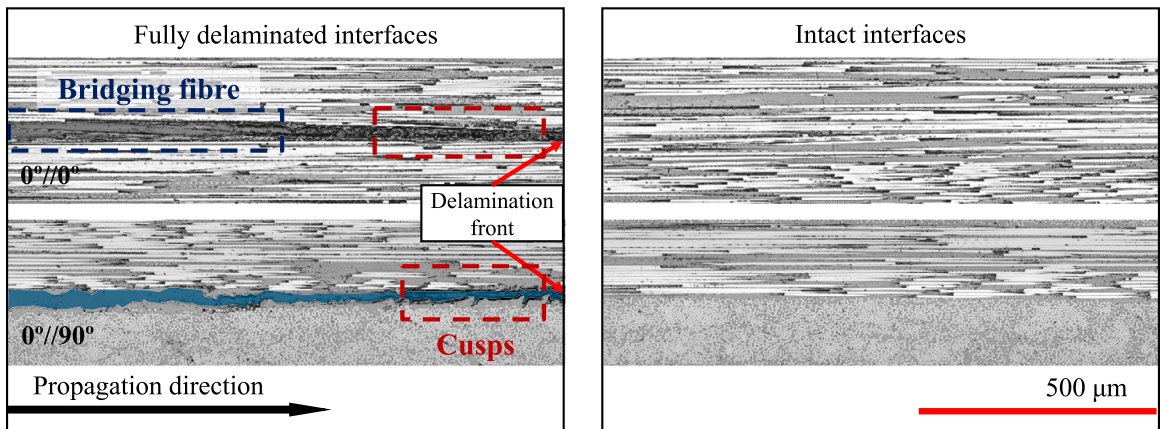 Fully delaminated interfaces
Bridging fibre
0º//0º
Delamination
front
0º//90º
Cusps
Propagation direction
Intact interfaces
500 μm